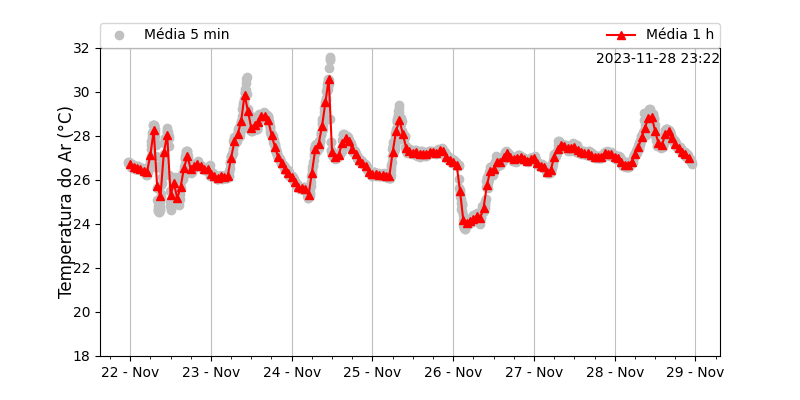 Média 5 min
Média 1 h
2023-11-28 23:22
Temperatura do Ar (°C)
32
30
28
26
24
22
20
18
22 - Nov
23 - Nov
24 - Nov
25 - Nov
26 - Nov
27 - Nov
28 - Nov
29 - Nov